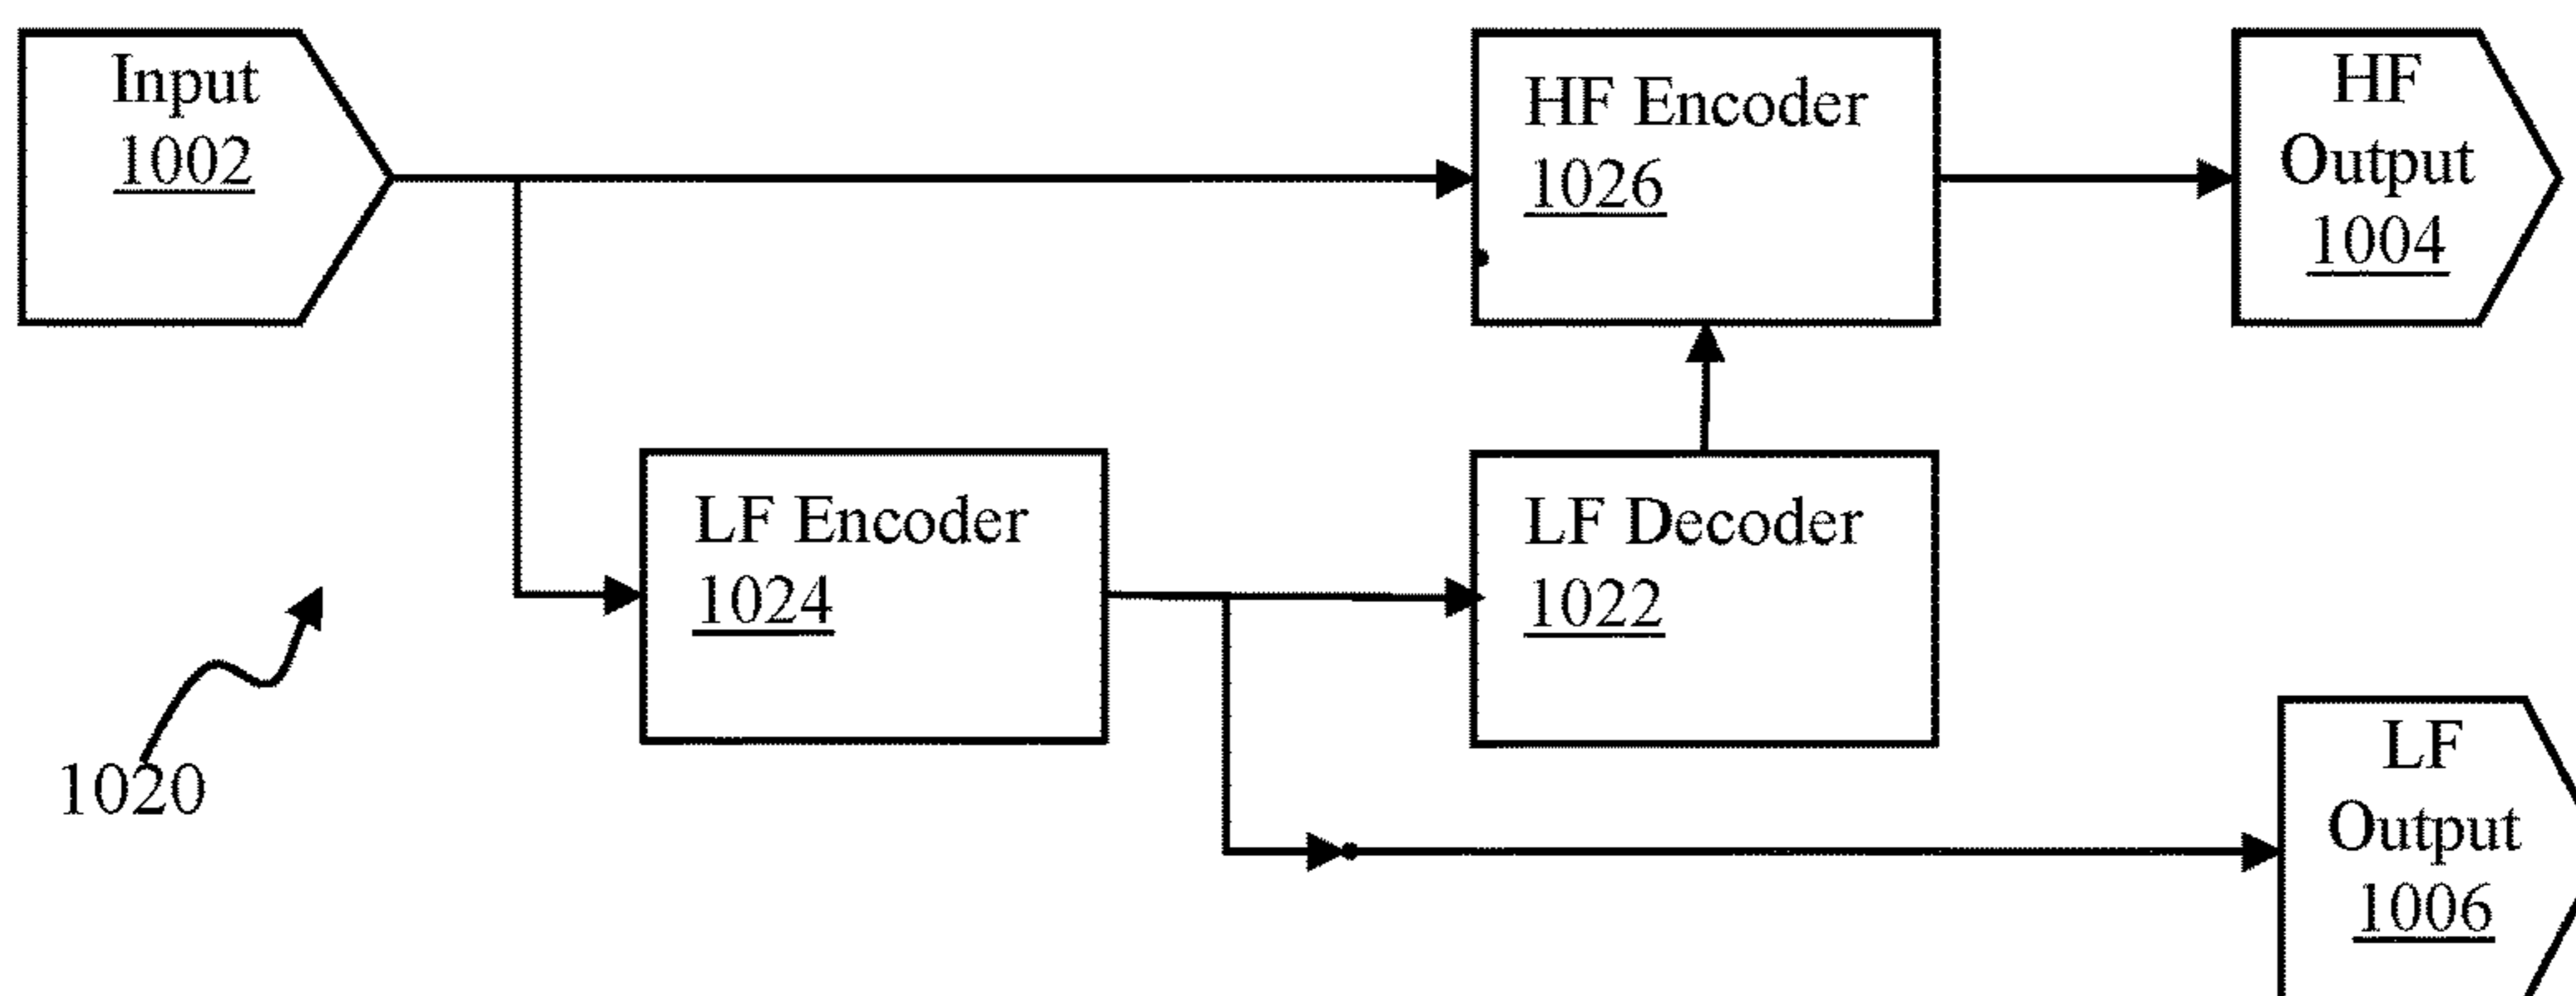 Input
1002
HF Encoder
1026
HF
Output
1004
LF Encoder
1024
LF Decoder
1022
LF
Output
1006
1020